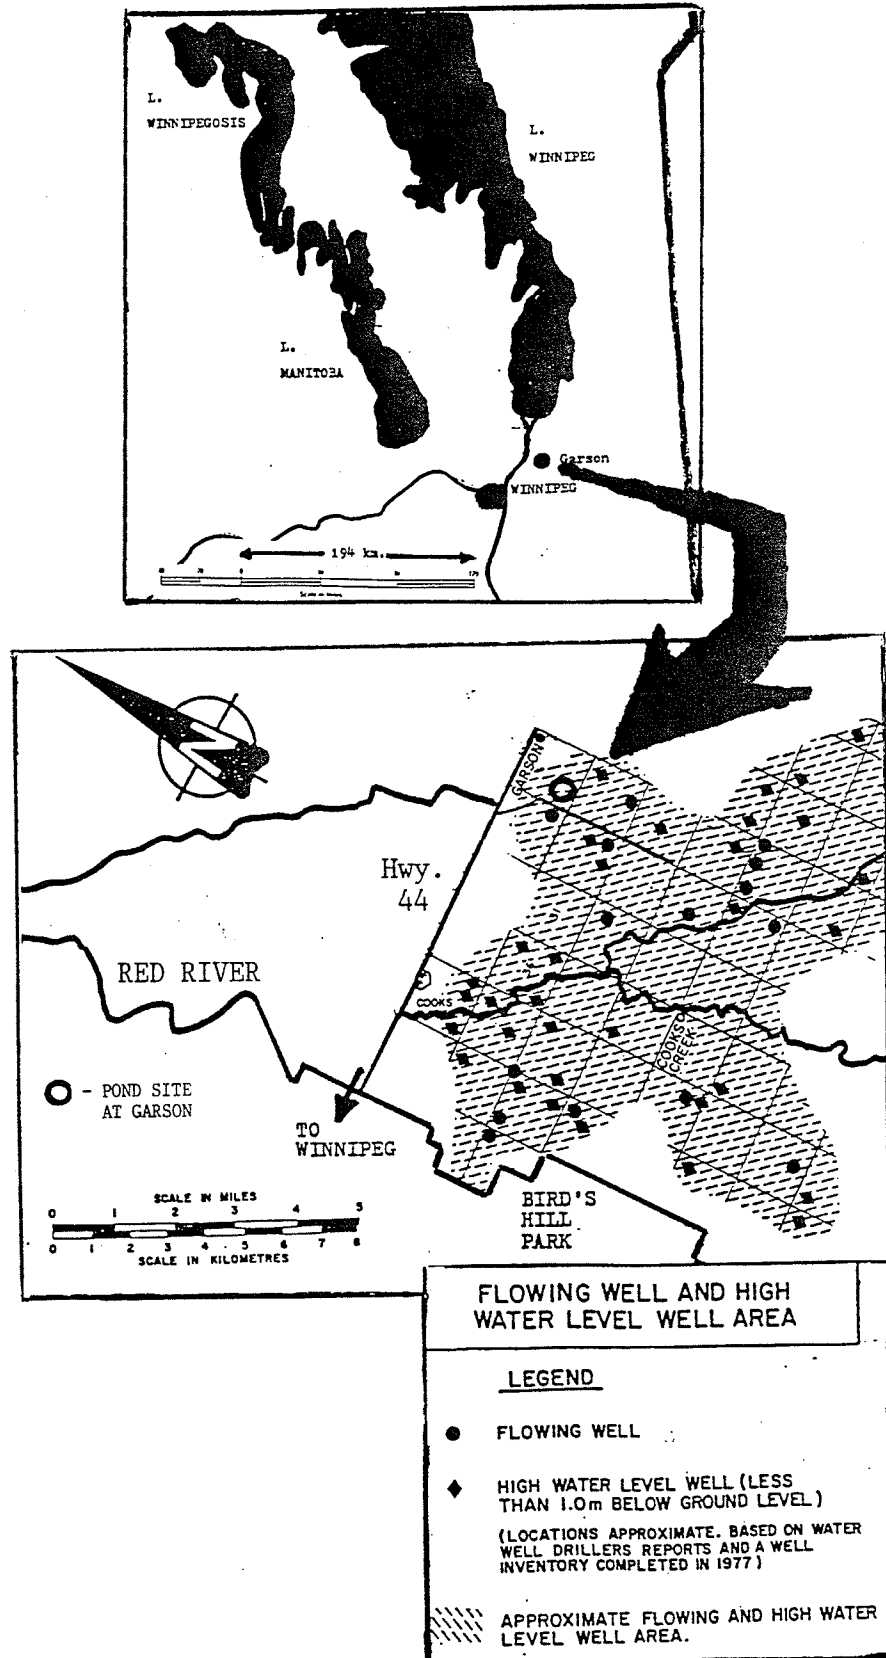 L.
WINNIPEGOSIS
L.
WINNIPEG
L.
MANITOBA
Garson
WINNIPEG
194 km.
GARSON
Hwy.
44
RED RIVER
COOKS
COOKS
CREEK
- POND SITE
AT GARSON
TO
WINNIPEG
BIRD'S
HILL
PARK
SCALE IN MILES
0 1 2 3 4 5
0 1 2 3 4 5 6 7 8
SCALE IN KILOMETRES
FLOWING WELL AND HIGH
WATER LEVEL WELL AREA
LEGEND
FLOWING WELL
HIGH WATER LEVEL WELL (LESS
THAN 1.0m BELOW GROUND LEVEL)
(LOCATIONS APPROXIMATE. BASED ON WATER
WELL DRILLERS REPORTS AND A WELL
INVENTORY COMPLETED IN 1977)
APPROXIMATE FLOWING AND HIGH WATER
LEVEL WELL AREA.